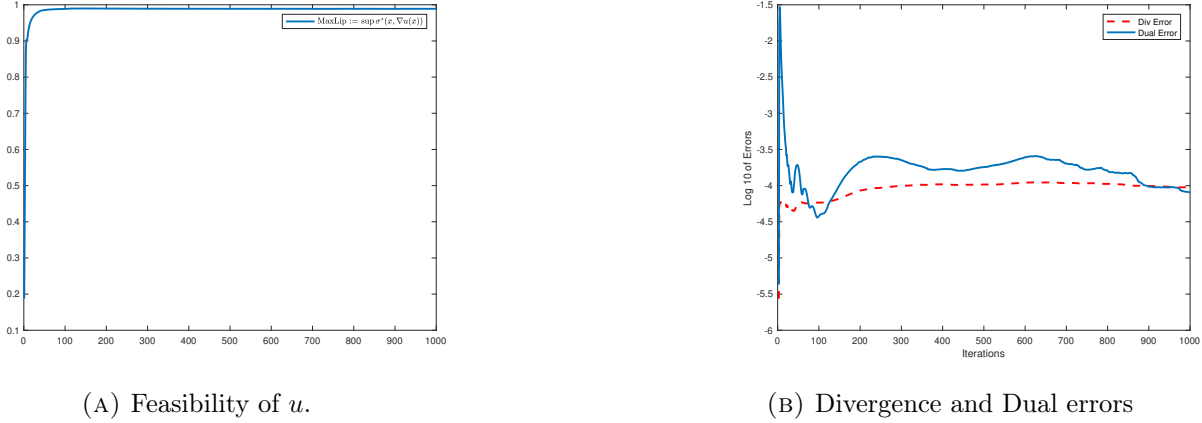 1
0.9
0.8
0.7
0.6
0.5
0.4
0.3
0.2
0.1
0 100 200 300 400 500 600 700 800 900 1000
MaxLip := sup σ*(x, ∇u(x))
(A) Feasibility of u.
-1.5
-2
-2.5
-3
-3.5
-4
-4.5
-5
-5.5
-6
Log 10 of Errors
Div Error
Dual Error
0 100 200 300 400 500 600 700 800 900 1000
Iterations
(B) Divergence and Dual errors